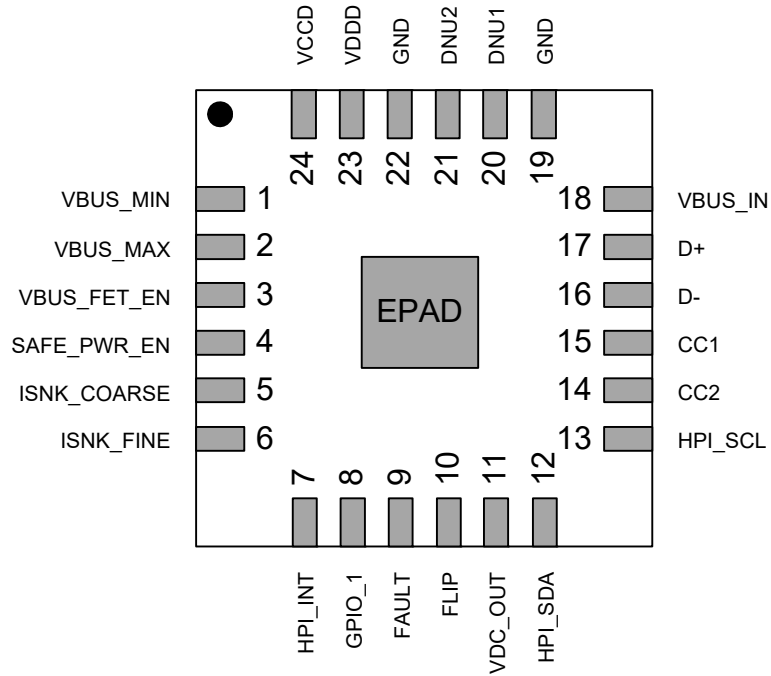 VCCD
VDDD
GND
DNU2
DNU1
GND
24
23
22
21
20
19
VBUS_MIN 1
VBUS_MAX 2
VBUS_FET_EN 3
SAFE_PWR_EN 4
ISNK_COARSE 5
ISNK_FINE 6
EPAD
18 VBUS_IN
17 D+
16 D-
15 CC1
14 CC2
13 HPI_SCL
7
8
9
10
11
12
HPI_INT
GPIO_1
FAULT
FLIP
VDC_OUT
HPI_SDA